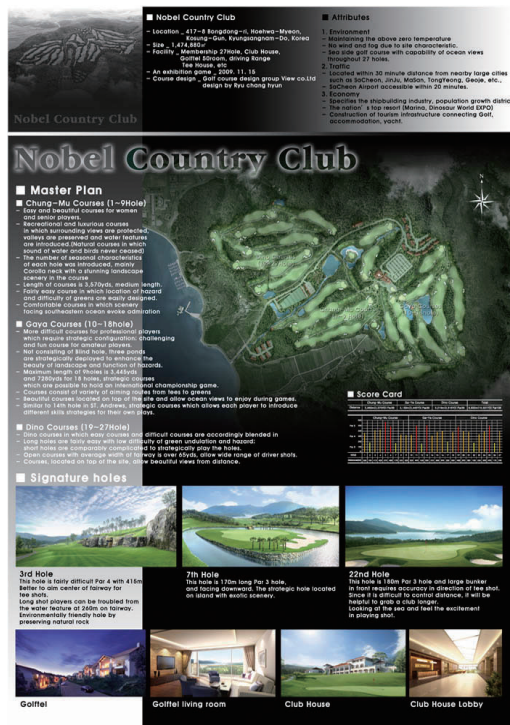 ■ Nobel Country Club
- Location _ 417-8 Bongdong-ri, Hoehwa-Myeon,
Kosung-Gun, Kyungsangnam-Do, Korea
- Size _ 1,474,880㎡
- Facility _ Membership 27Hole, Club House,
Golftel 50room, driving Range
Tee House, etc
- An exhibition game _ 2009. 11. 15
- Course design _ Golf course design group View co.Ltd
design by Ryu chang hyun
■ Attributes
1. Environment
- Maintaining the above zero temperature
- No wind and fog due to site characteristic.
- Sea side golf course with capability of ocean views
throughout 27 holes.
2. Traffic
- Located within 30 minute distance from nearby large cities
such as SaCheon, JinJu, MaSan, TongYeong, Geoje, etc.,
- SaCheon Airport accessible within 20 minutes.
3. Economy
- Specifies the shipbuilding industry, population growth distric
- The nation's top resort (Marina, Dinosaur World EXPO)
- Construction of tourism infrastructure connecting Golf,
accommodation, yacht.
Nobel Country Club
Nobel Country Club
N
■ Master Plan
■ Chung-Mu Courses (1~9Hole)
- Easy and beautiful courses for women
and senior players.
- Recreational and luxurious courses
in which surrounding views are protected,
valleys are preserved and water features
are introduced.(Natural courses in which
sound of water and birds never ceased)
- The number of seasonal characteristics
of each hole was introduced, mainly
Corolla neck with a stunning landscape
scenery in the course
- Length of courses is 3,570yds, medium length.
- Fairly easy course in which location of hazard
and difficulty of greens are easily designed.
- Comfortable courses in which scenery
facing southeastern ocean evoke admiration
■ Gaya Courses (10~18hole)
- More difficult courses for professional players
which require strategic configuration: challenging
and fun course for amateur players.
- Not consisting of Blind hole, three ponds
are strategically deployed to enhance the
beauty of landscape and function of hazards.
- Maximum length of 9holes is 3,648yds
and 7280yds for 18 holes, strategic courses
which are possible to hold an international championship game.
- Courses consist of variety of aiming routes from tees to greens
- Beautiful courses located on top of the site and allow ocean views to enjoy during games.
- Similar to 14th hole in ST. Andrews, strategic courses which allows each player to introduce
different skills strategies for their own plays.
■ Dino Courses (19~27Hole)
- Dino courses in which easy courses and difficult courses are accordingly blended in
- Long holes are fairly easy with low difficulty of green undulation and hazard:
short holes are comparably complicated to strategically play the holes.
- Open courses with average width of fairway is over 65yds, allow wide range of driver shots.
- Courses, located on top of the site, allow beautiful views from distance.
■ Score Card
■ Signature holes
3rd Hole
This hole is fairly difficult Par 4 with 418m
Better to aim center of fairway for
tee shots.
Long shot players can be troubled from
the water feature at 260m on fairway.
Environmentally friendly hole by
preserving natural rock
7th Hole
This hole is 170m long Par 3 hole,
and facing downward. The strategic hole located
on island with exotic scenery.
22nd Hole
This hole is 160m Par 3 hole and large bunker
in front requires accuracy in direction of tee shot.
Since it is difficult to control distance, it will be
helpful to grab a club longer.
Looking at the sea and feel the excitement
in playing shot.
Golftel
Golftel living room
Club House
Club House Lobby